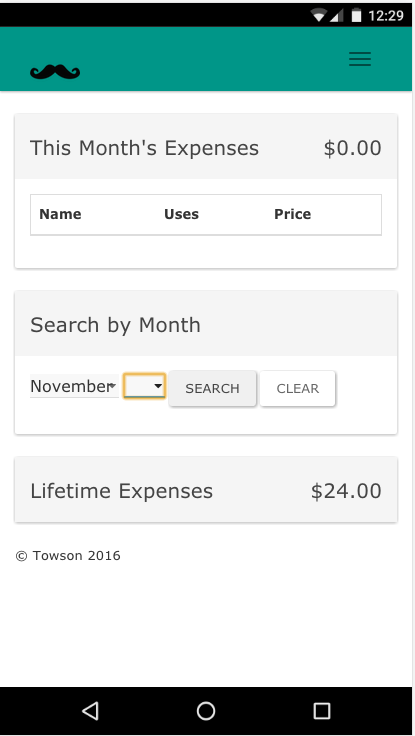 12:29
This Month's Expenses $0.00
Name Uses Price
Search by Month
November SEARCH CLEAR
Lifetime Expenses $24.00
© Towson 2016